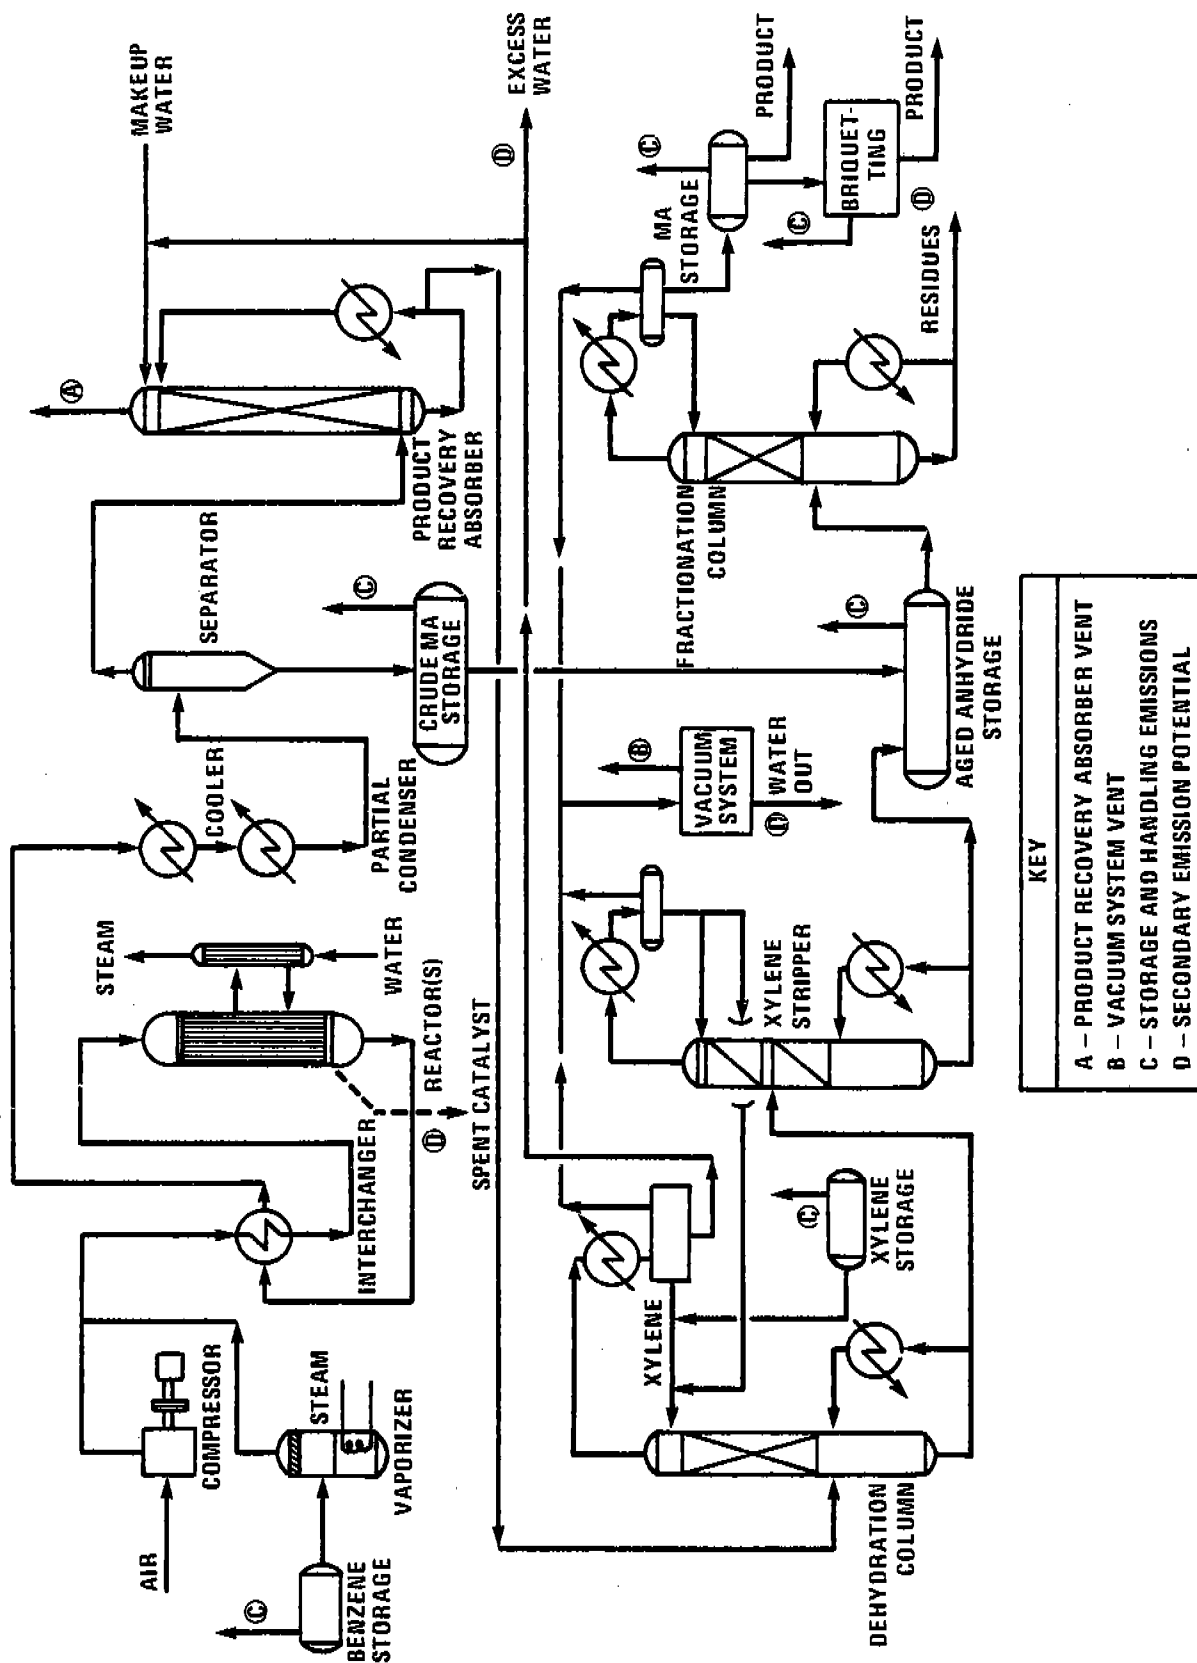 MAKEUP
WATER
Ⓐ
STEAM
COOLER
SEPARATOR
PRODUCT
RECOVERY
ABSORBER
AIR
COMPRESSOR
STEAM
VAPORIZER
INTERCHANGER
REACTOR(S)
WATER
PARTIAL
CONDENSER
Ⓒ
BENZENE
STORAGE
Ⓓ
SPENT CATALYST
Ⓒ
CRUDE MA
STORAGE
Ⓓ
EXCESS
WATER
XYLENE
Ⓒ
XYLENE
STORAGE
DEHYDRATION
COLUMN
XYLENE
STRIPPER
Ⓑ
VACUUM
SYSTEM
Ⓓ WATER
OUT
FRACTIONATION
COLUMN
Ⓒ
AGED ANHYDRIDE
STORAGE
MA
STORAGE
Ⓒ
PRODUCT
Ⓒ
BRIQUET-
TING
PRODUCT
RESIDUES Ⓓ
KEY
A – PRODUCT RECOVERY ABSORBER VENT
B – VACUUM SYSTEM VENT
C – STORAGE AND HANDLING EMISSIONS
D – SECONDARY EMISSION POTENTIAL